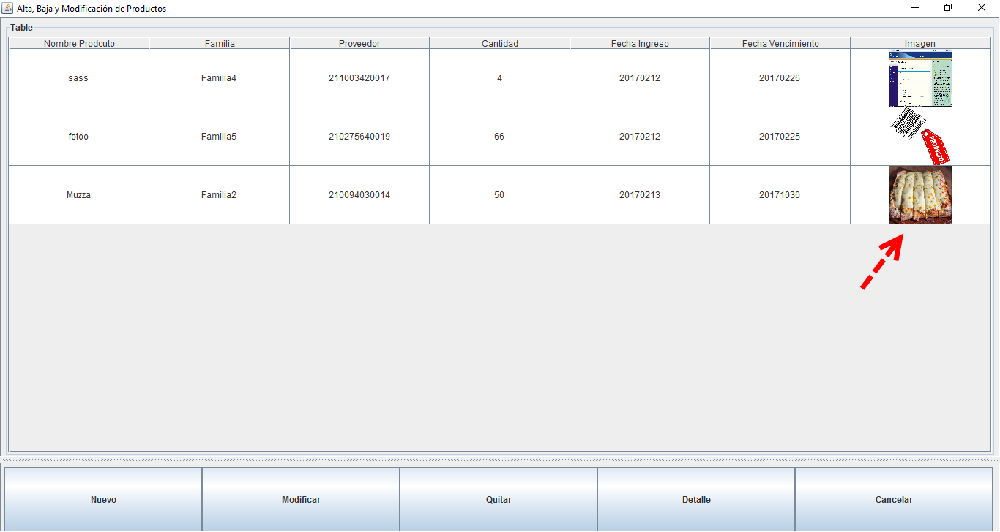 Alta, Baja y Modificación de Productos
Table
Nombre Prodcuto Familia Proveedor Cantidad Fecha Ingreso Fecha Vencimiento Imagen
sass Familia4 211003420017 4 20170212 20170226
fotoo Familia5 210275640019 66 20170212 20170225
PRODUCTO
Muzza Familia2 210094030014 50 20170213 20171030
Nuevo Modificar Quitar Detalle Cancelar